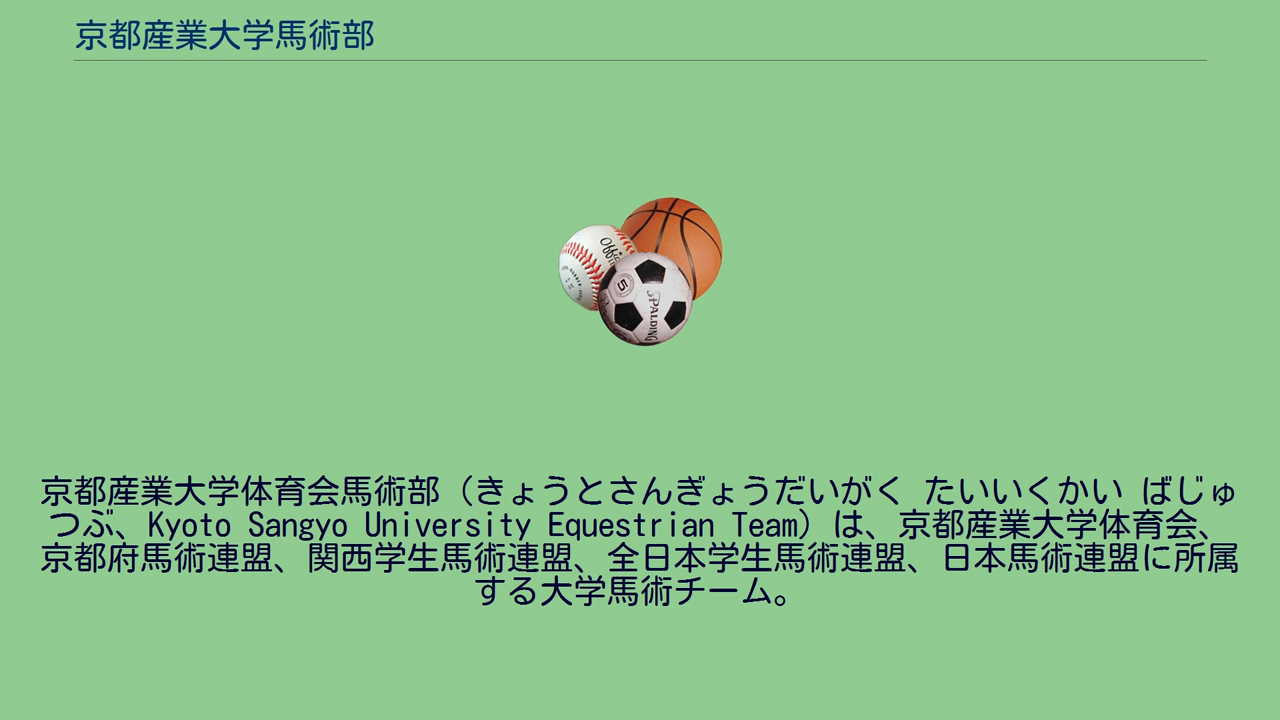 京都産業大学馬術部
Offici
5
SPALDING
京都産業大学体育会馬術部（きょうとさんぎょうだいがく たいいくかい ばじゅ
つぶ、Kyoto Sangyo University Equestrian Team）は、京都産業大学体育会、
京都府馬術連盟、関西学生馬術連盟、全日本学生馬術連盟、日本馬術連盟に所属
する大学馬術チーム。